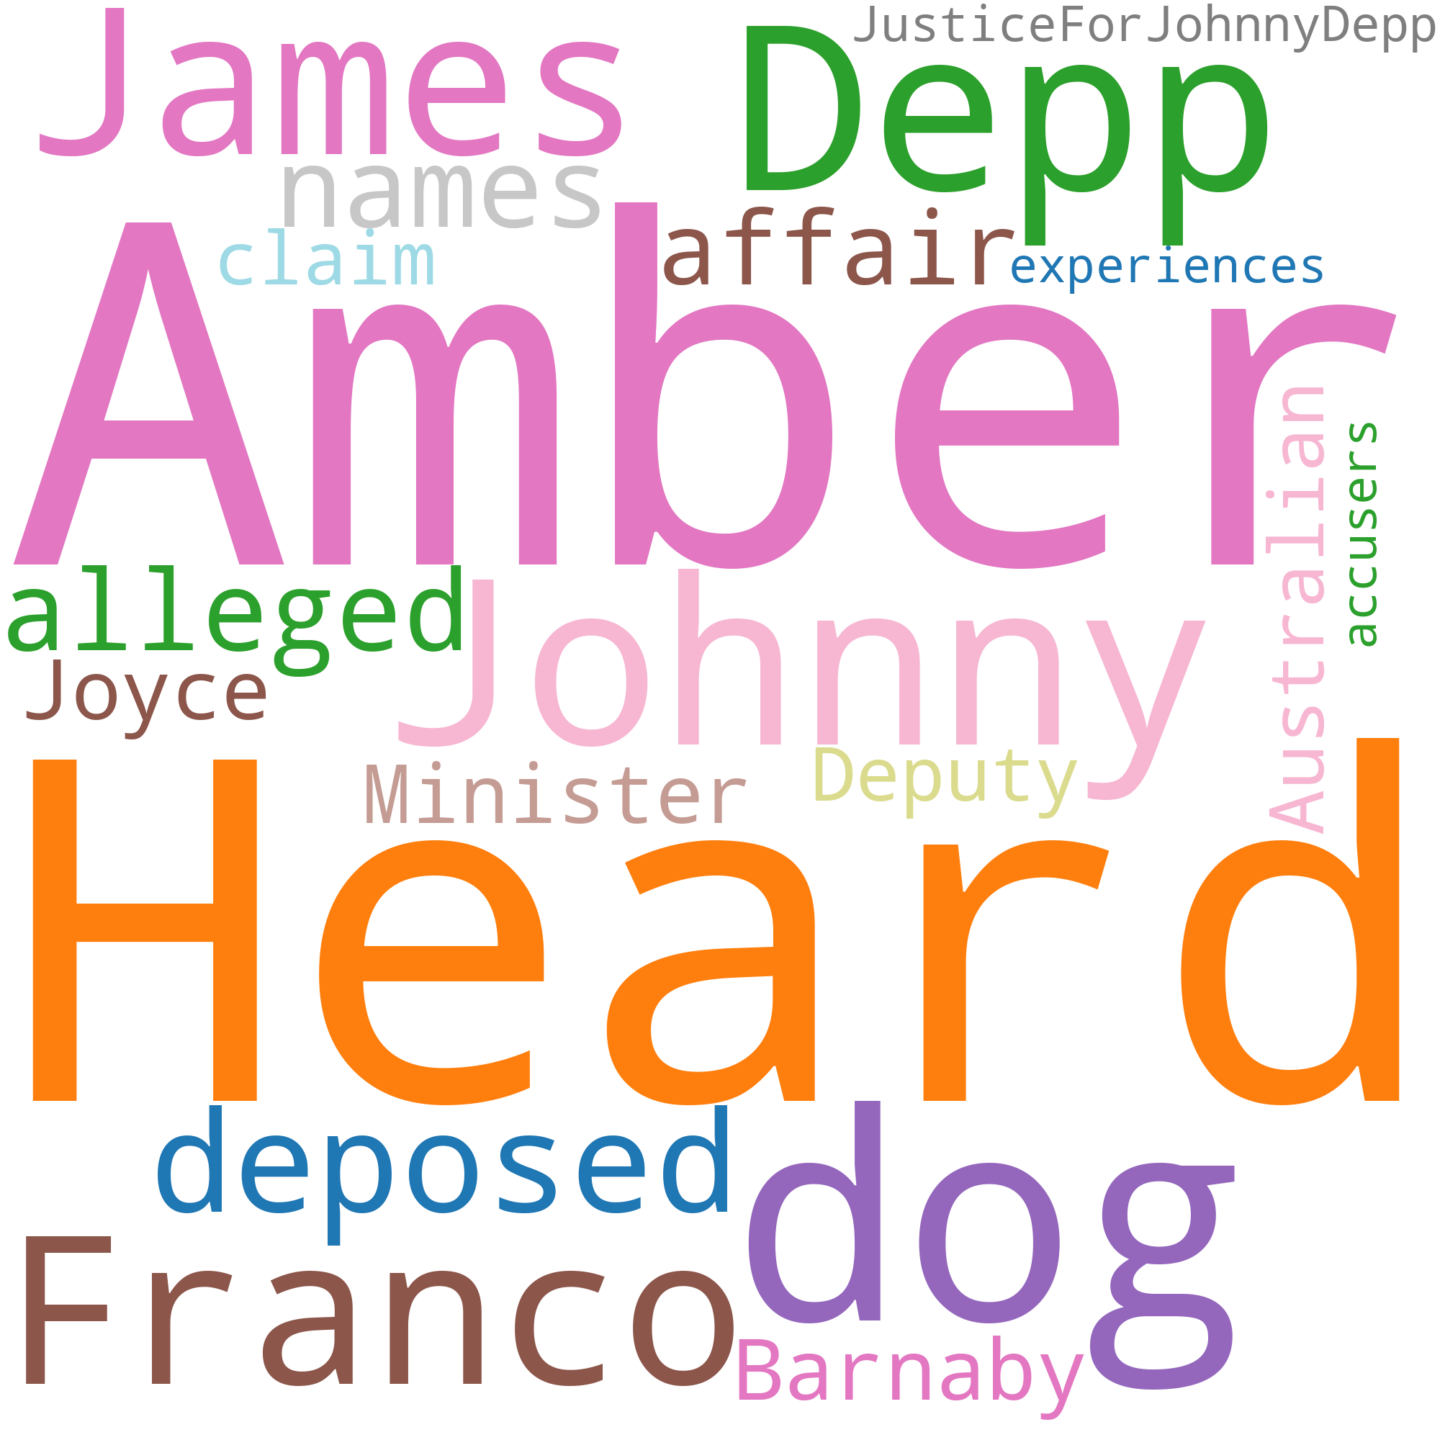 JusticeForJohnnyDepp
James
Depp
names
affair
claim
experiences
Amber
Australian
accusers
alleged
Johnny
Joyce
Minister
Deputy
Heard
deposed
dog
Franco
Barnaby